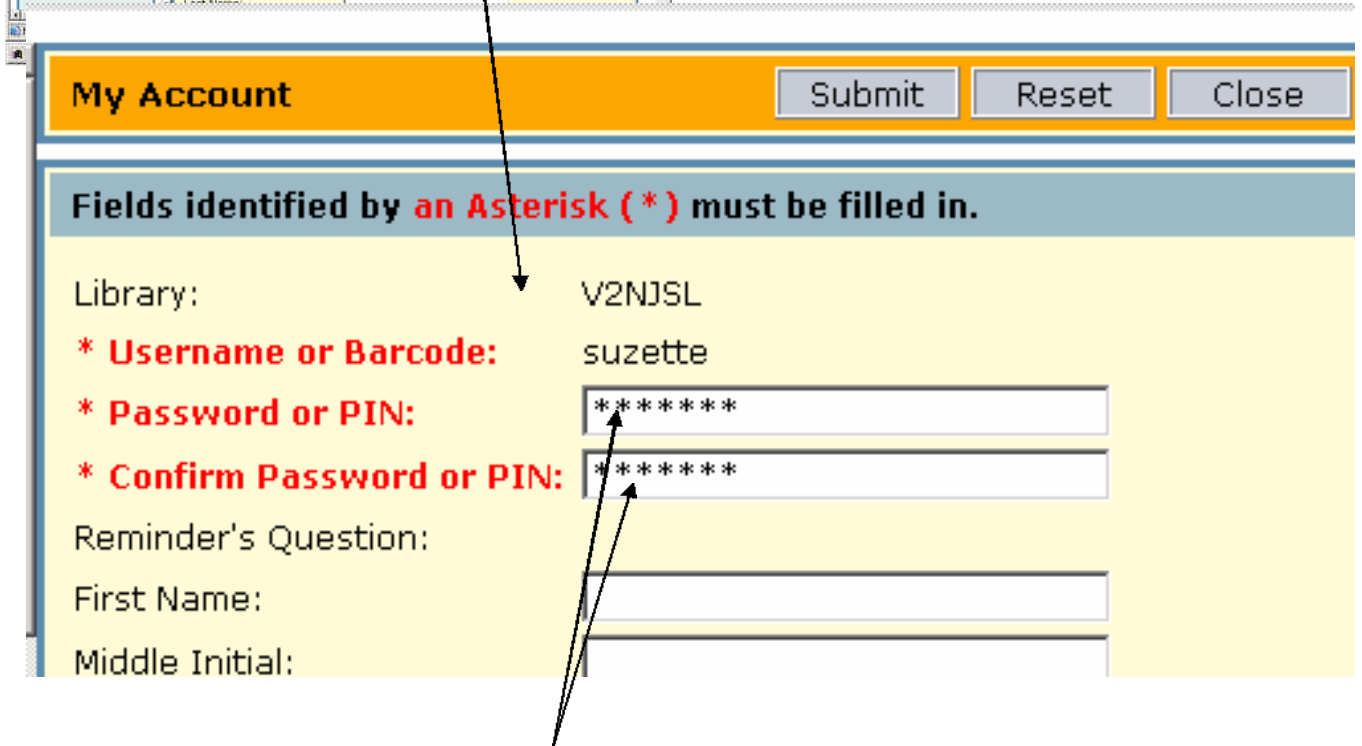 My Account Submit Reset Close
Fields identified by an Asterisk (*) must be filled in.
Library: V2NJSL
* Username or Barcode: suzette
* Password or PIN: *******
* Confirm Password or PIN: *******
Reminder's Question:
First Name:
Middle Initial: